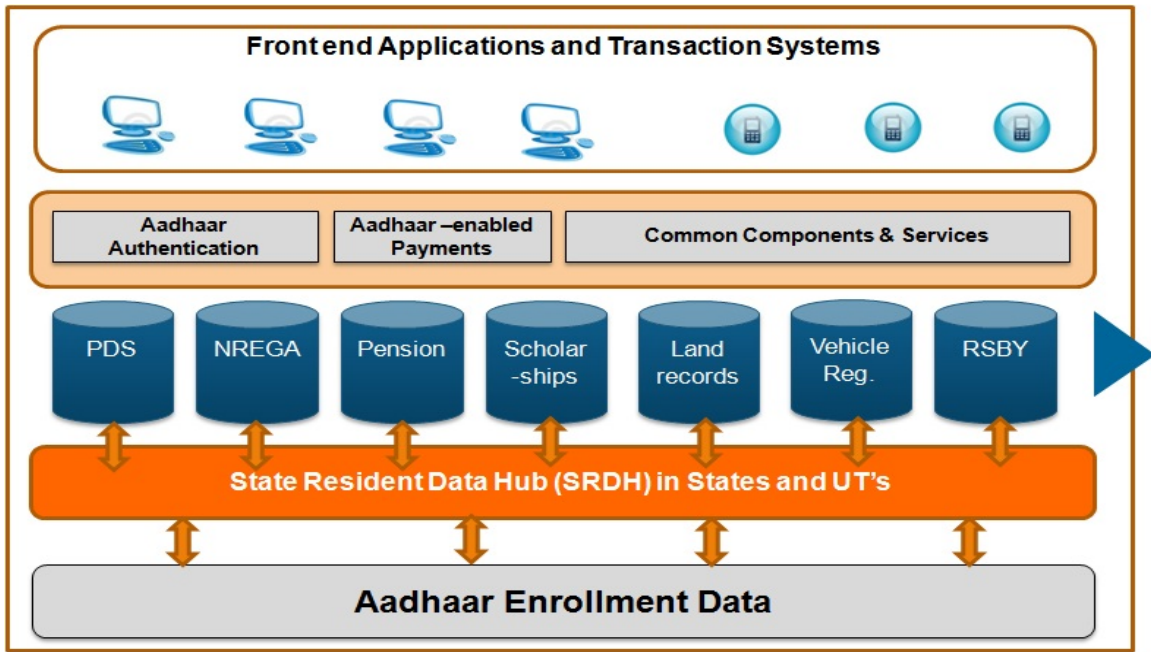 Front end Applications and Transaction Systems
Aadhaar
Authentication
Aadhaar –enabled
Payments
Common Components & Services
PDS
NREGA
Pension
Scholar
-ships
Land
records
Vehicle
Reg.
RSBY
State Resident Data Hub (SRDH) in States and UT’s
Aadhaar Enrollment Data